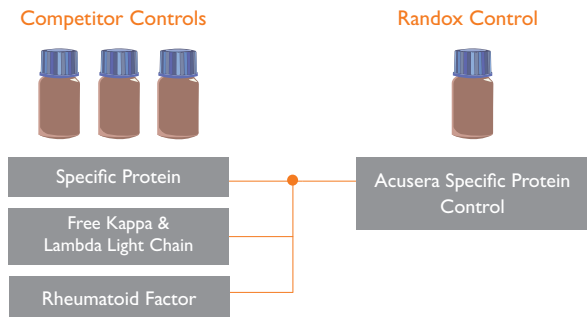 Competitor Controls
Randox Control
Specific Protein
Free Kappa &
Lambda Light Chain
Rheumatoid Factor
Acusera Specific Protein
Control